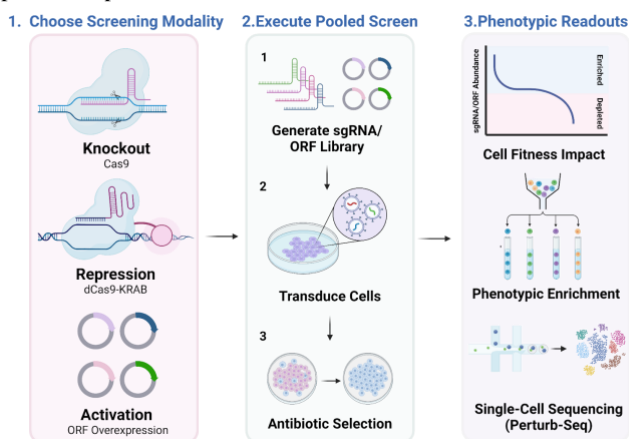 1. Choose Screening Modality
Knockout
Cas9
Repression
dCas9-KRAB
Activation
ORF Overexpression
2.Execute Pooled Screen
1
Generate sgRNA/
ORF Library
2
Transduce Cells
3
Antibiotic Selection
3.Phenotypic Readouts
sgRNA/ORF Abundance
Enriched
Depleted
Cell Fitness Impact
Phenotypic Enrichment
Single-Cell Sequencing
(Perturb-Seq)